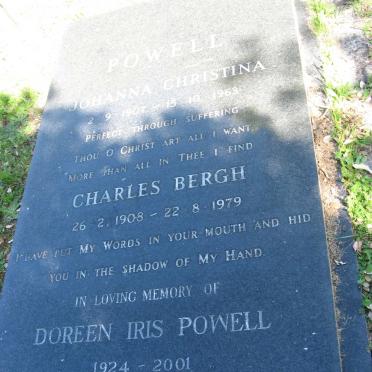 POWELL
JOHANNA CHRISTINA
2.9.1907 - 15.10.1963
PERFECT THROUGH SUFFERING
THOU O CHRIST ART ALL I WANT
MORE THAN ALL IN THEE I FIND
CHARLES BERGH
26.2.1908 - 22.8.1979
I HAVE PUT MY WORDS IN YOUR MOUTH AND HID
YOU IN THE SHADOW OF MY HAND.
IN LOVING MEMORY OF
DOREEN IRIS POWELL
1924 - 2001